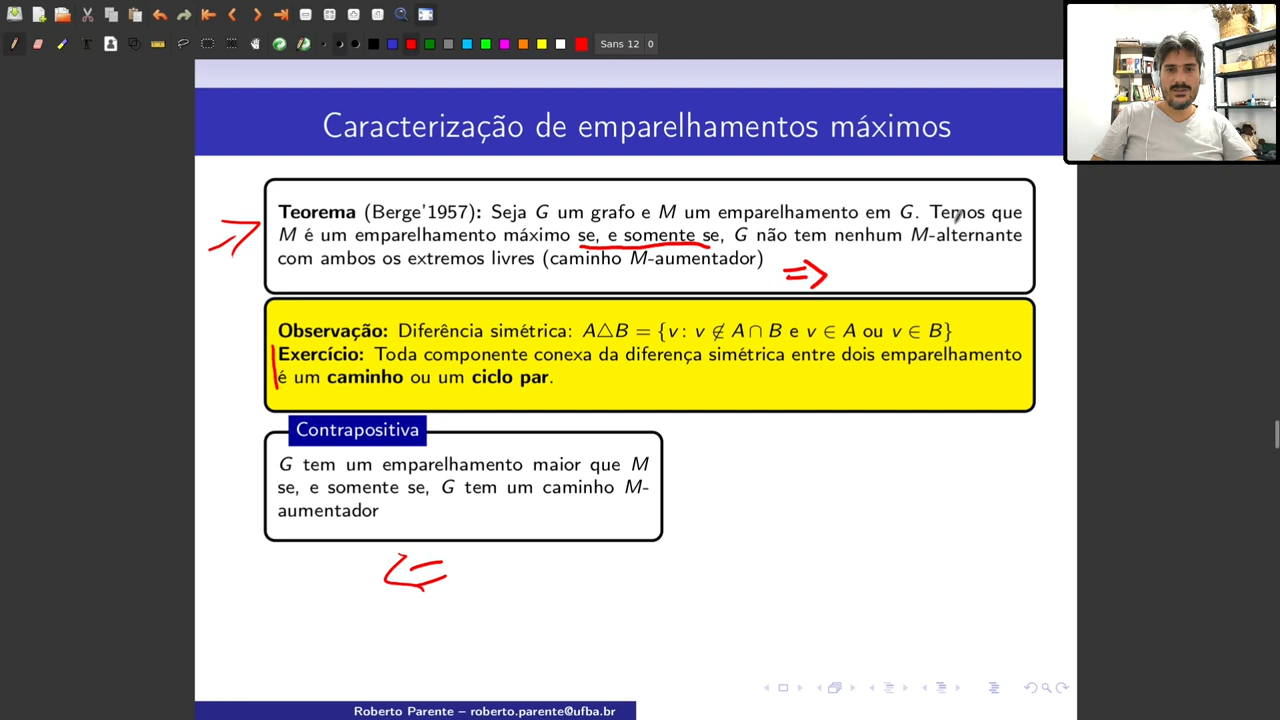 Sans 12 0
Caracterização de emparelhamentos máximos
Teorema (Berge'1957): Seja G um grafo e M um emparelhamento em G. Temos que
M é um emparelhamento máximo se, e somente se, G não tem nenhum M-alternante
com ambos os extremos livres (caminho M-aumentador)
Observação: Diferência simétrica: A△B = {v : v ∉ A ∩ B e v ∈ A ou v ∈ B}
Exercício: Toda componente conexa da diferença simétrica entre dois emparelhamento
é um caminho ou um ciclo par.
Contrapositiva
G tem um emparelhamento maior que M
se, e somente se, G tem um caminho M-
aumentador
Roberto Parente – roberto.parente@ufba.br